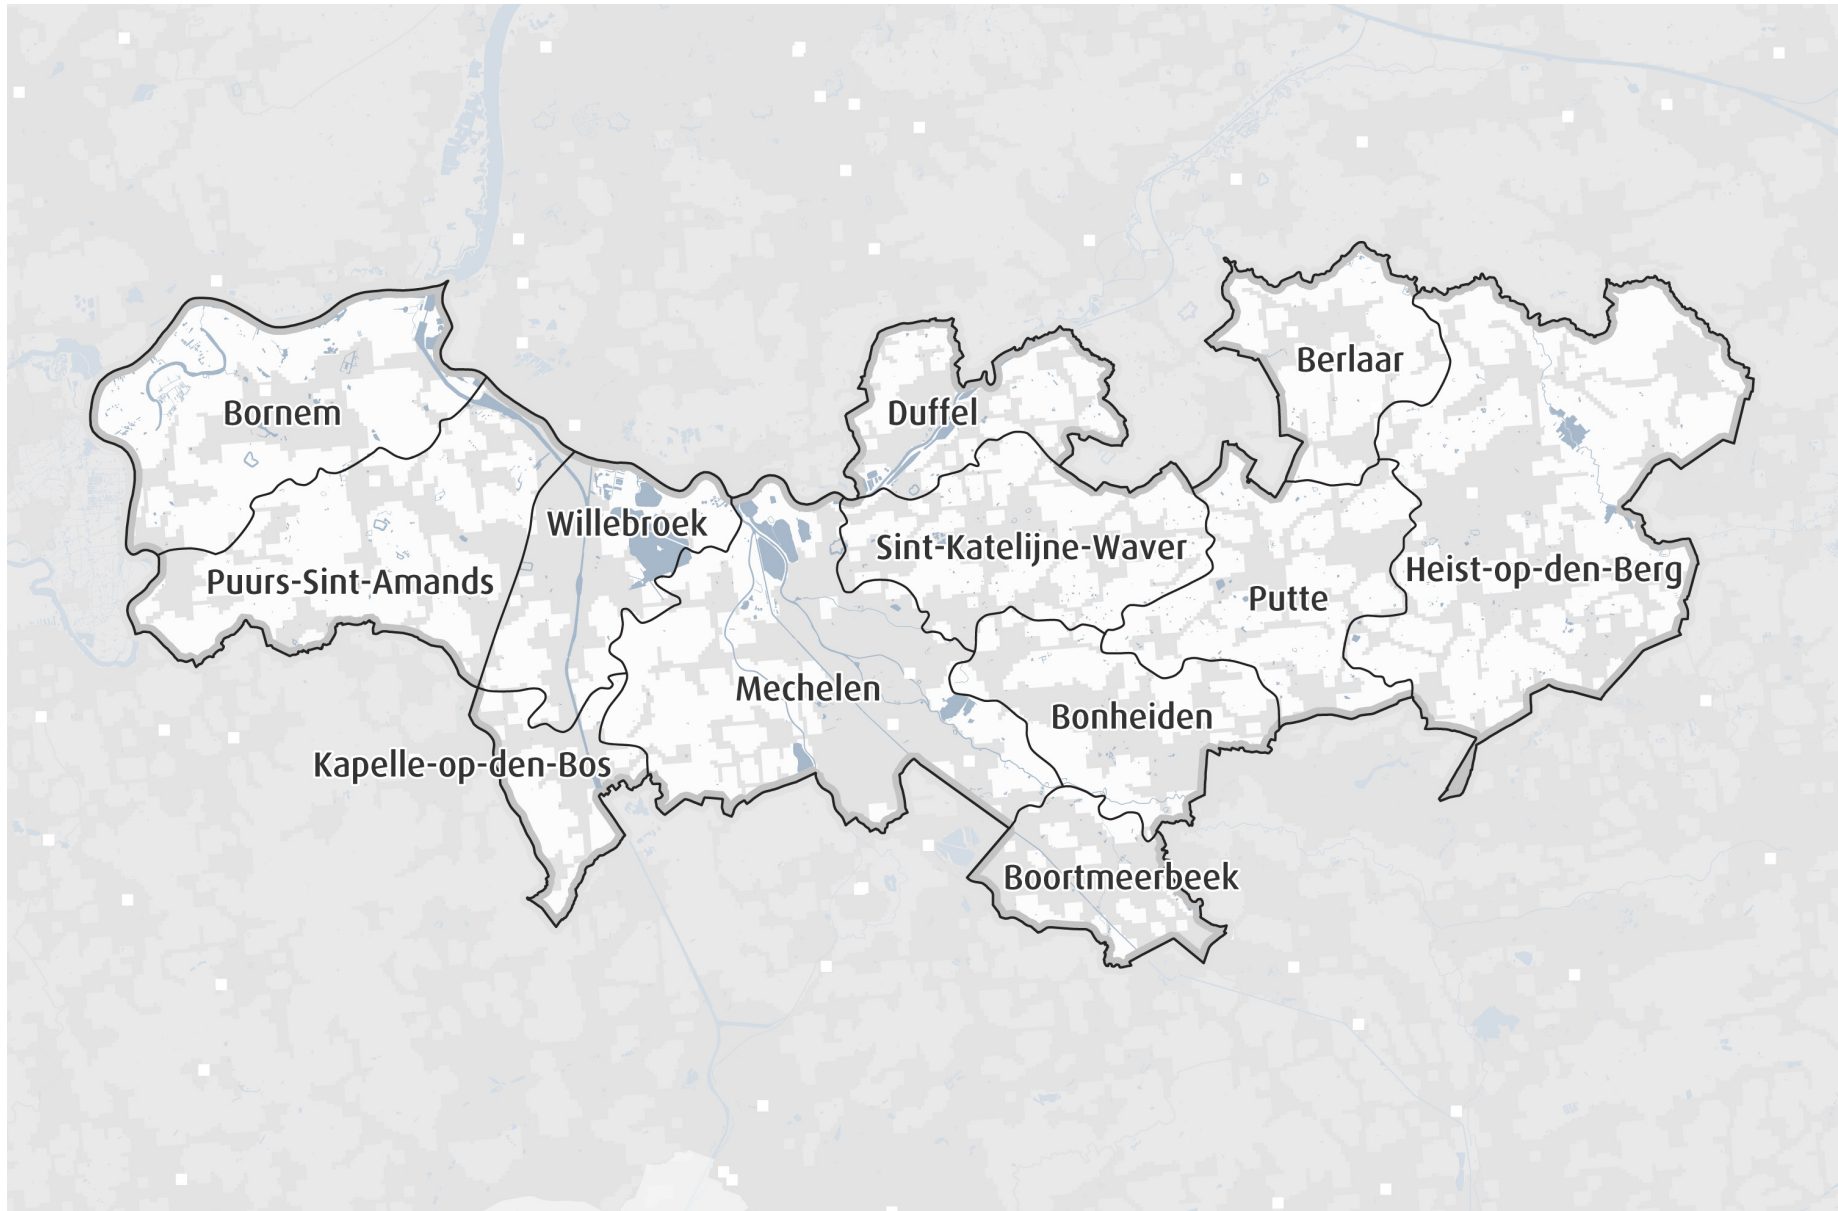 Berlaar
Bornem
Duffel
Willebroek
Sint-Katelijne-Waver
Heist-op-den-Berg
Puurs-Sint-Amands
Putte
Mechelen
Bonheiden
Kapelle-op-den-Bos
Boortmeerbeek